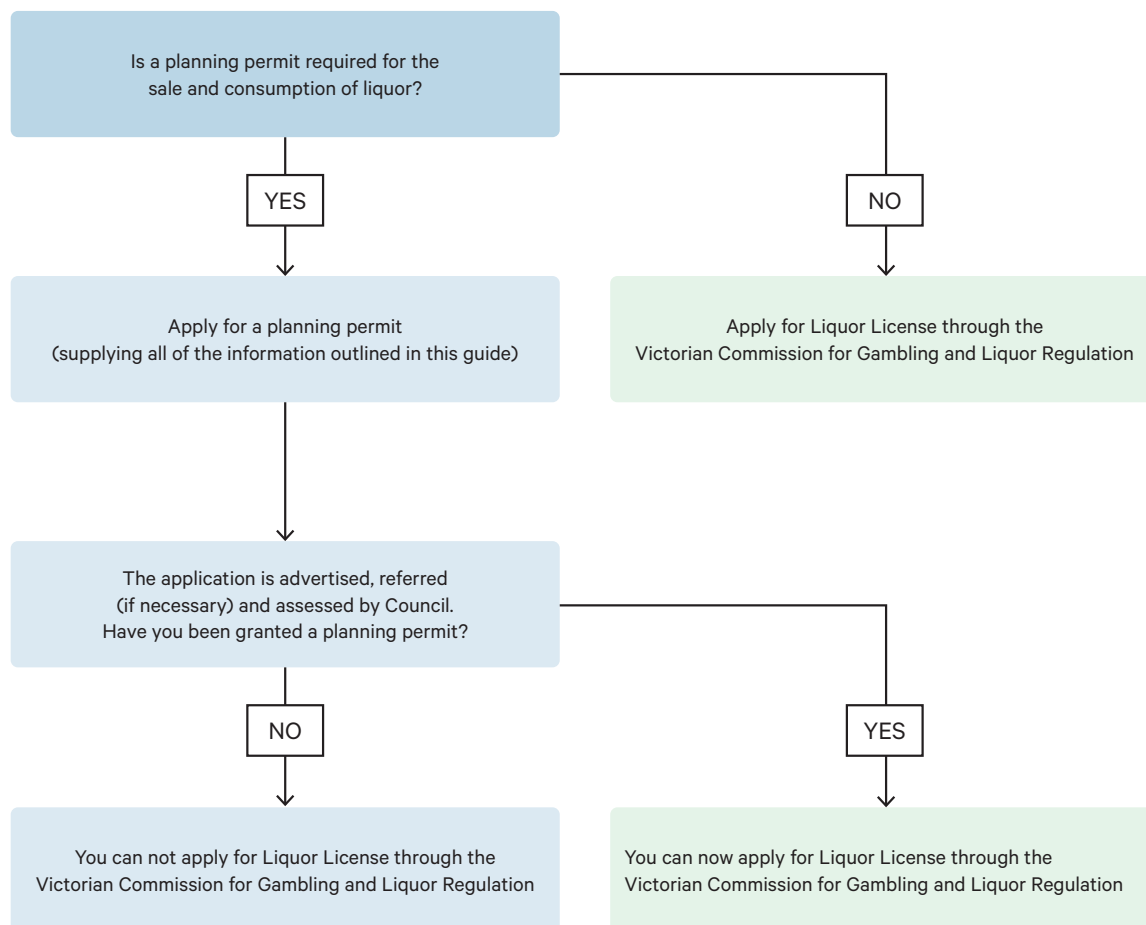 Is a planning permit required for the
sale and consumption of liquor?
YES
NO
Apply for a planning permit
(supplying all of the information outlined in this guide)
Apply for Liquor License through the
Victorian Commission for Gambling and Liquor Regulation
The application is advertised, referred
(if necessary) and assessed by Council.
Have you been granted a planning permit?
NO
YES
You can not apply for Liquor License through the
Victorian Commission for Gambling and Liquor Regulation
You can now apply for Liquor License through the
Victorian Commission for Gambling and Liquor Regulation